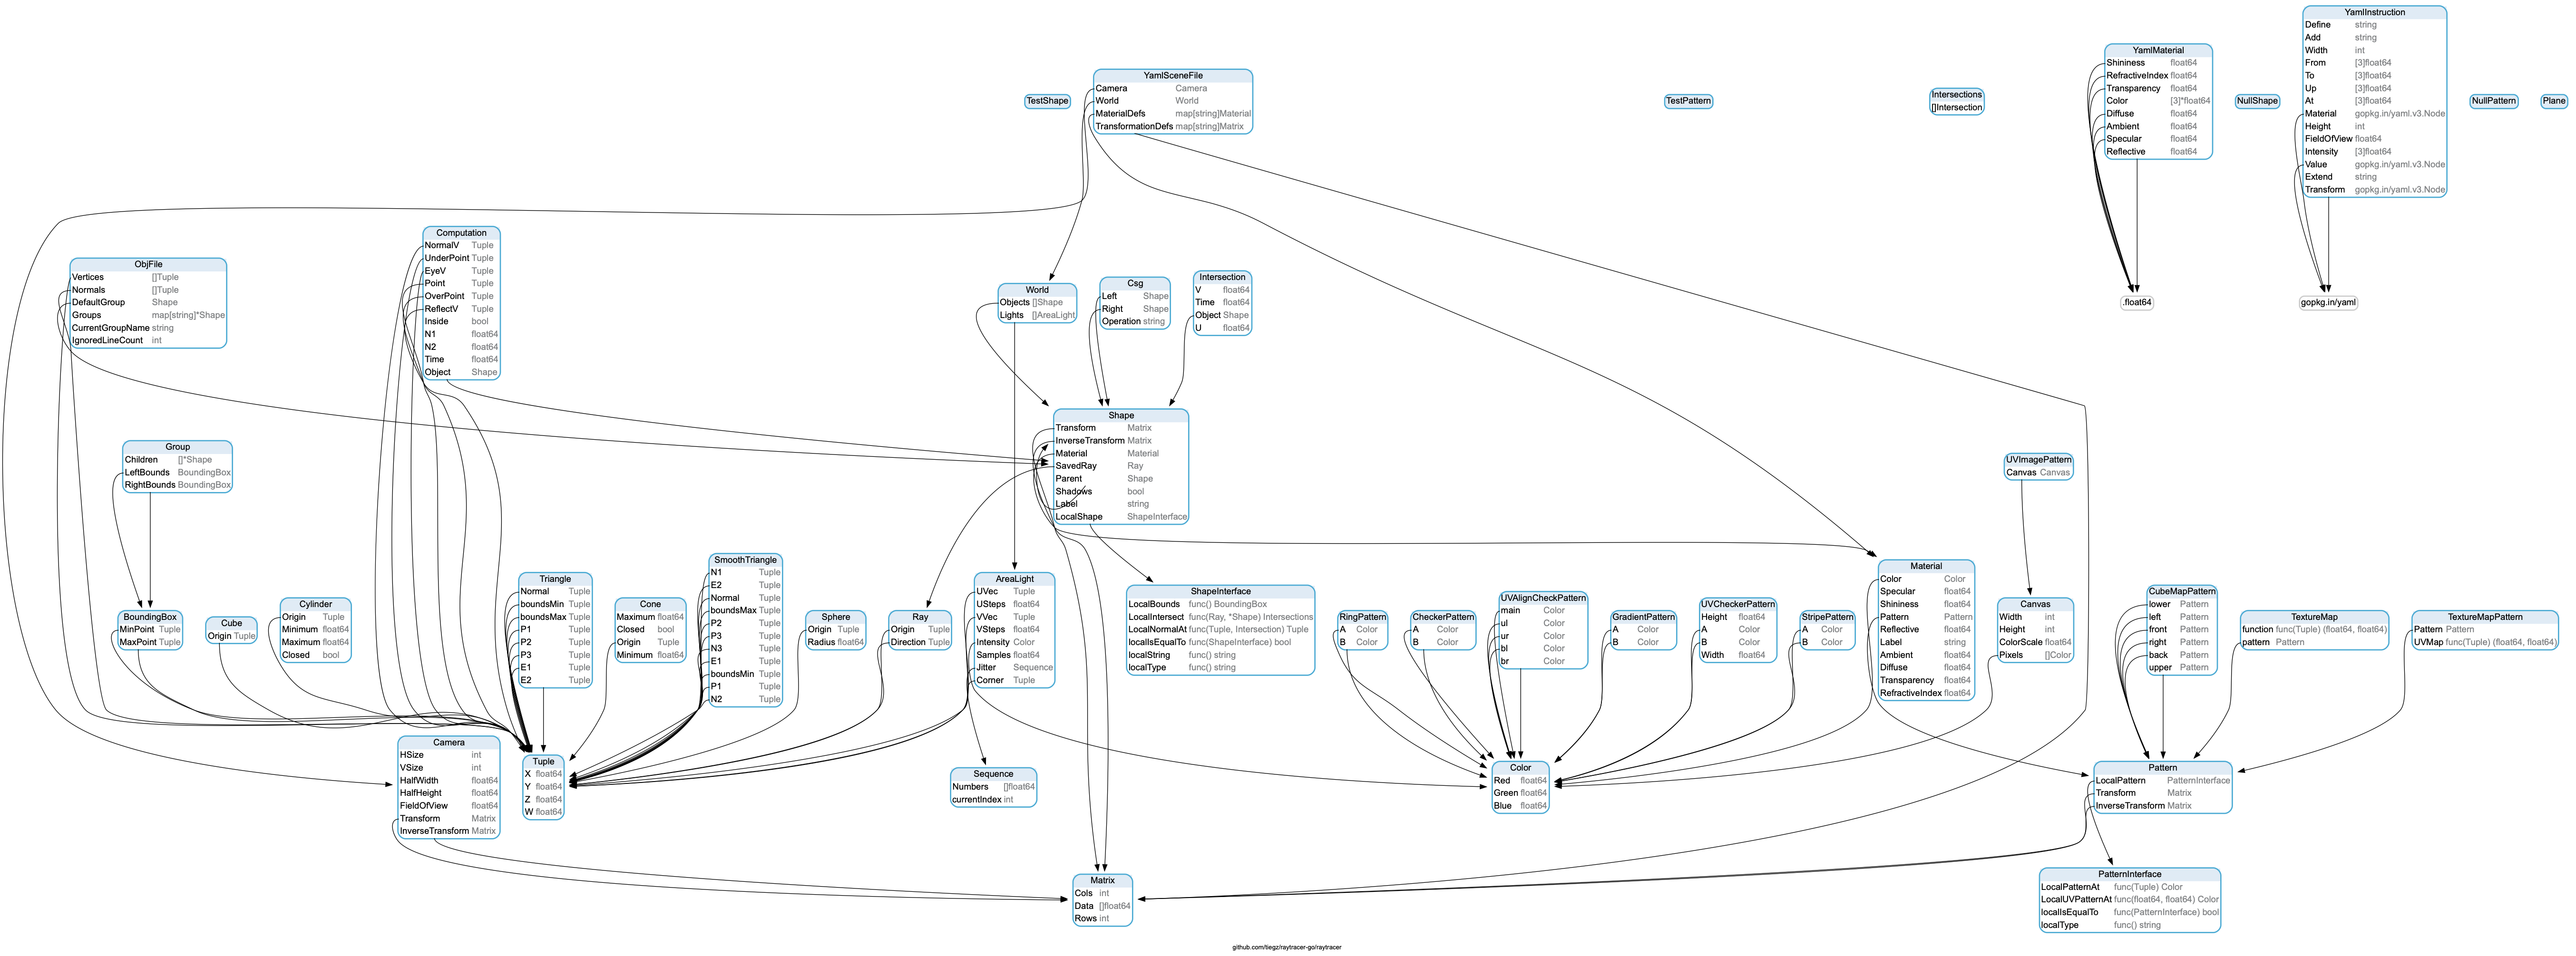 YamlInstruction
Define string
Add string
Width int
From [3]float64
To [3]float64
Up [3]float64
At [3]float64
Material gopkg.in/yaml.v3.Node
Height int
FieldOfView float64
Intensity [3]float64
Value gopkg.in/yaml.v3.Node
Extend string
Transform gopkg.in/yaml.v3.Node
YamlMaterial
Shininess float64
RefractiveIndex float64
Transparency float64
Color [3]*float64
Diffuse float64
Ambient float64
Specular float64
Reflective float64
YamlSceneFile
Camera Camera
World World
MaterialDefs map[string]Material
TransformationDefs map[string]Matrix
TestShape
TestPattern
Intersections
[]Intersection
NullShape
NullPattern
Plane
Computation
NormalV Tuple
UnderPoint Tuple
EyeV Tuple
Point Tuple
OverPoint Tuple
ReflectV Tuple
Inside bool
N1 float64
N2 float64
Time float64
Object Shape
ObjFile
Vertices []Tuple
Normals []Tuple
DefaultGroup Shape
Groups map[string]*Shape
CurrentGroupName string
IgnoredLineCount int
World
Objects []Shape
Lights []AreaLight
Csg
Left Shape
Right Shape
Operation string
Intersection
V float64
Time float64
Object Shape
U float64
.float64
gopkg.in/yaml
Shape
Transform Matrix
InverseTransform Matrix
Material Material
SavedRay Ray
Parent Shape
Shadows bool
Label string
LocalShape ShapeInterface
Group
Children []*Shape
LeftBounds BoundingBox
RightBounds BoundingBox
UVImagePattern
Canvas Canvas
BoundingBox
MinPoint Tuple
MaxPoint Tuple
Cube
Origin Tuple
Cylinder
Origin Tuple
Minimum float64
Maximum float64
Closed bool
Triangle
Normal Tuple
boundsMin Tuple
boundsMax Tuple
P1 Tuple
P2 Tuple
P3 Tuple
E1 Tuple
E2 Tuple
Cone
Maximum float64
Closed bool
Origin Tuple
Minimum float64
SmoothTriangle
N1 Tuple
E2 Tuple
Normal Tuple
boundsMax Tuple
P2 Tuple
P3 Tuple
N3 Tuple
E1 Tuple
boundsMin Tuple
P1 Tuple
N2 Tuple
Sphere
Origin Tuple
Radius float64
Ray
Origin Tuple
Direction Tuple
AreaLight
UVec Tuple
USteps float64
VVec Tuple
VSteps float64
Intensity Color
Samples float64
Jitter Sequence
Corner Tuple
ShapeInterface
LocalBounds func() BoundingBox
LocalIntersect func(Ray, *Shape) Intersections
LocalNormalAt func(Tuple, Intersection) Tuple
localIsEqualTo func(ShapeInterface) bool
localString func() string
localType func() string
RingPattern
A Color
B Color
CheckerPattern
A Color
B Color
UVAlignCheckPattern
main Color
ul Color
ur Color
bl Color
br Color
GradientPattern
A Color
B Color
UVCheckerPattern
Height float64
A Color
B Color
Width float64
StripePattern
A Color
B Color
Material
Color Color
Specular float64
Shininess float64
Pattern Pattern
Reflective float64
Label string
Ambient float64
Diffuse float64
Transparency float64
RefractiveIndex float64
Canvas
Width int
Height int
ColorScale float64
Pixels []Color
CubeMapPattern
lower Pattern
left Pattern
front Pattern
right Pattern
back Pattern
upper Pattern
TextureMap
function func(Tuple) (float64, float64)
pattern Pattern
TextureMapPattern
Pattern Pattern
UVMap func(Tuple) (float64, float64)
Camera
HSize int
VSize int
HalfWidth float64
HalfHeight float64
FieldOfView float64
Transform Matrix
InverseTransform Matrix
Tuple
X float64
Y float64
Z float64
W float64
Sequence
Numbers []float64
currentIndex int
Color
Red float64
Green float64
Blue float64
Pattern
LocalPattern PatternInterface
Transform Matrix
InverseTransform Matrix
Matrix
Cols int
Data []float64
Rows int
PatternInterface
LocalPatternAt func(Tuple) Color
LocalUVPatternAt func(float64, float64) Color
localIsEqualTo func(PatternInterface) bool
localType func() string
github.com/tiegz/raytracer-go/raytracer